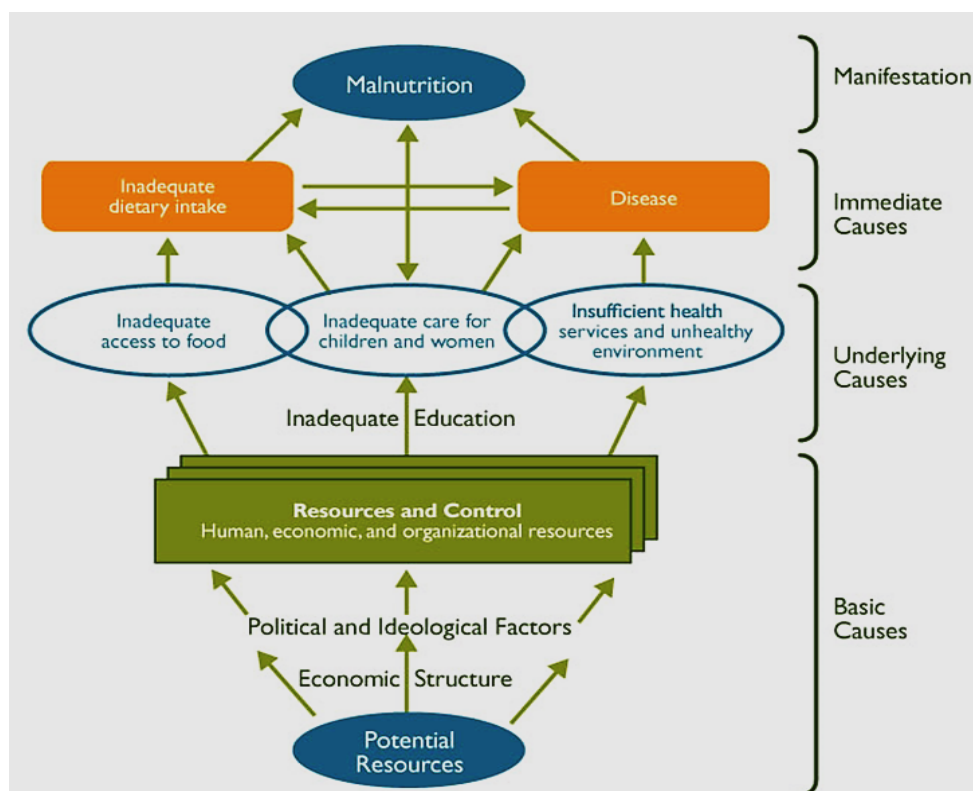 Malnutrition
Manifestation
Inadequate
dietary intake
Disease
Immediate
Causes
Inadequate
access to food
Inadequate care for
children and women
Insufficient health
services and unhealthy
environment
Underlying
Causes
Inadequate Education
Resources and Control
Human, economic, and organizational resources
Political and Ideological Factors
Economic Structure
Basic
Causes
Potential
Resources